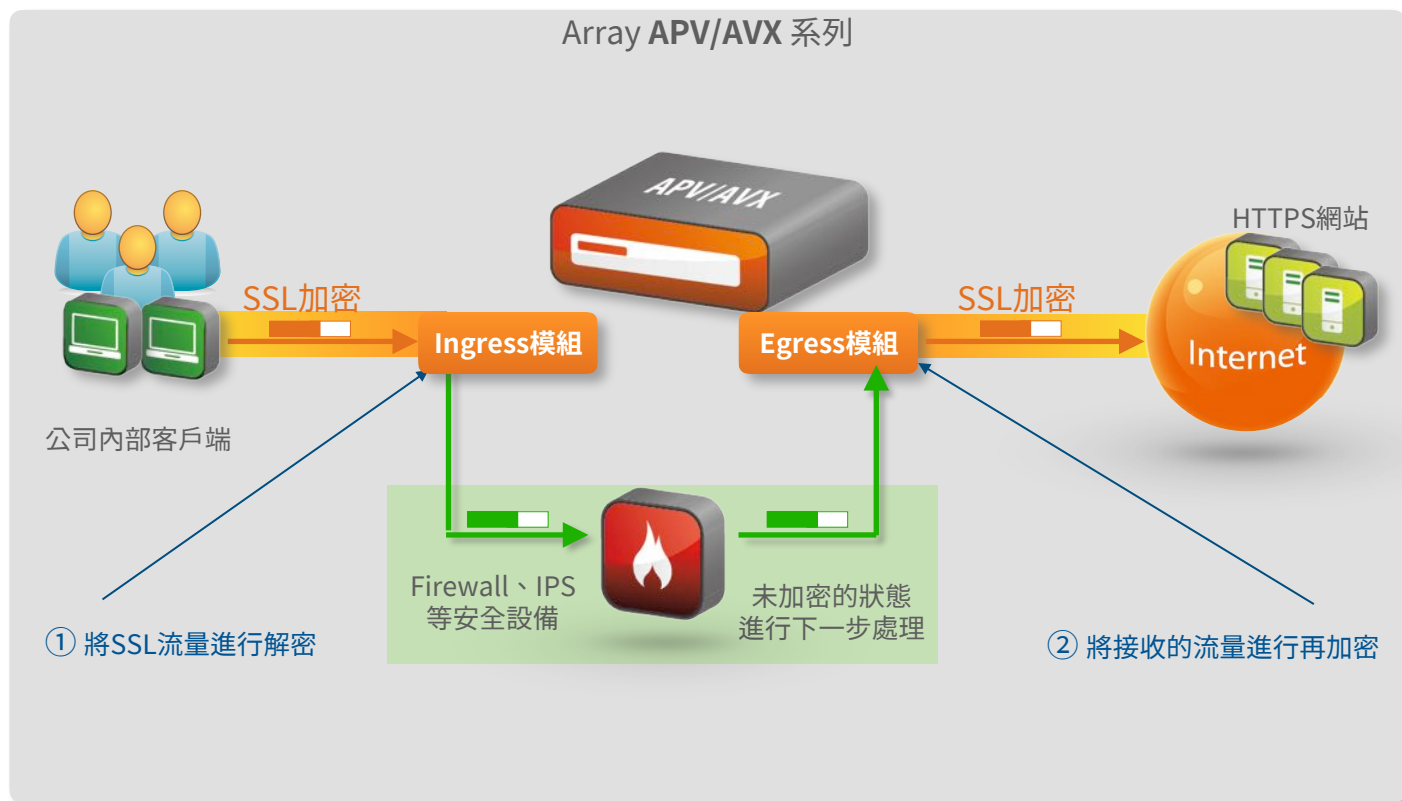 Array APV/AVX 系列
APV/AVX
HTTPS網站
SSL加密
SSL加密
Ingress模組
Egress模組
Internet
公司內部客戶端
Firewall、IPS
等安全設備
未加密的狀態
進行下一步處理
① 將SSL流量進行解密
② 將接收的流量進行再加密